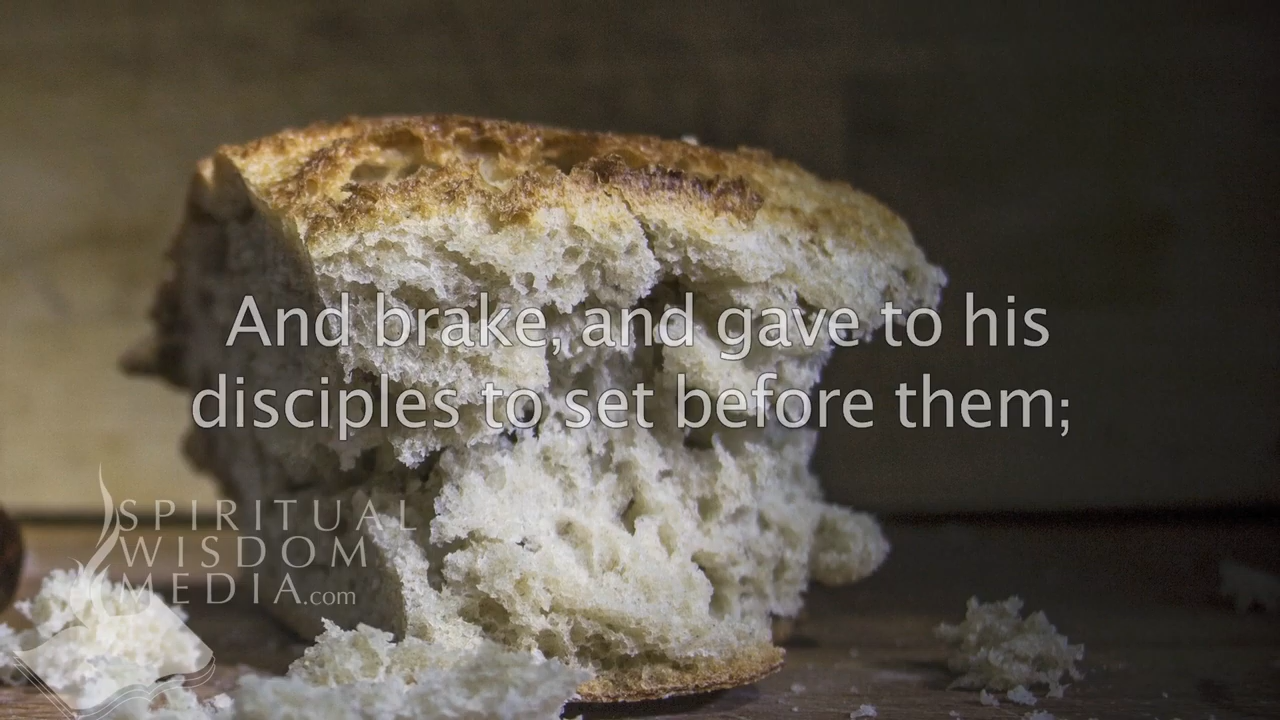 And brake, and gave to his
disciples to set before them;
SPIRITUAL
WISDOM
MEDIA.com